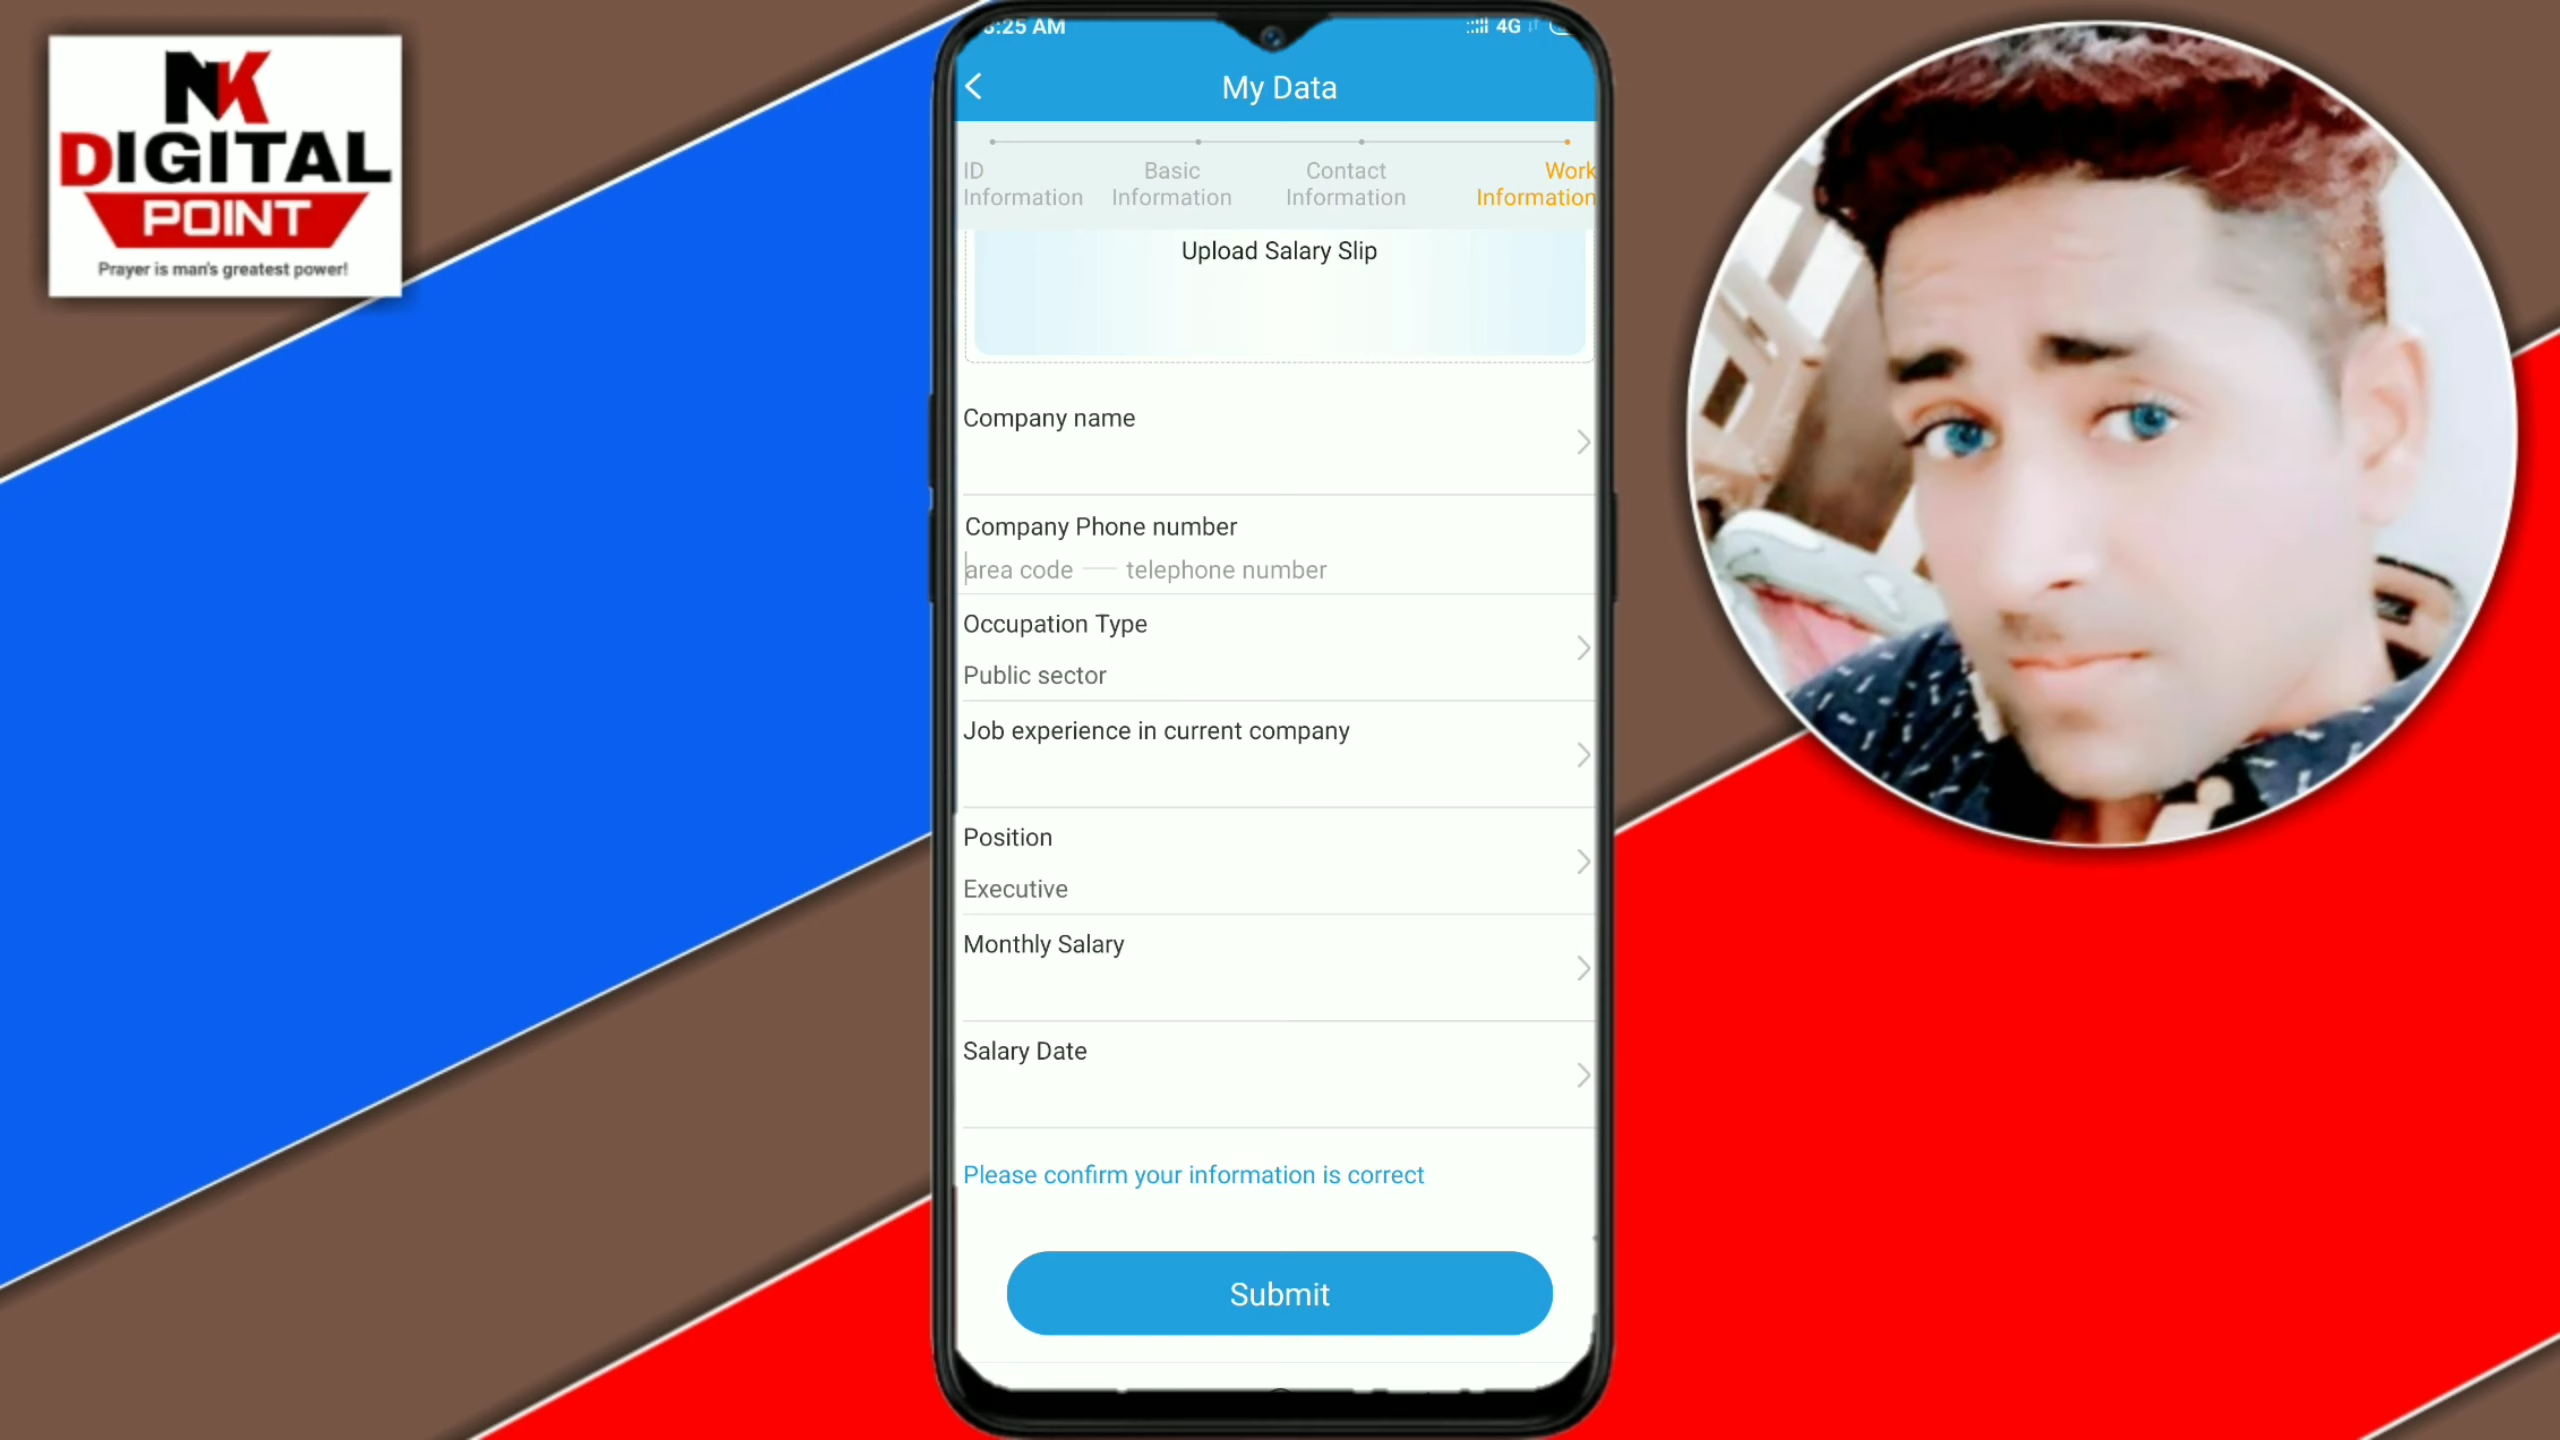 NK
DIGITAL
POINT
Prayer is man's greatest power!
:25 AM
4G
My Data
ID
Information
Basic
Information
Contact
Information
Work
Information
Upload Salary Slip
Company name
Company Phone number
area code telephone number
Occupation Type
Public sector
Job experience in current company
Position
Executive
Monthly Salary
Salary Date
Please confirm your information is correct
Submit